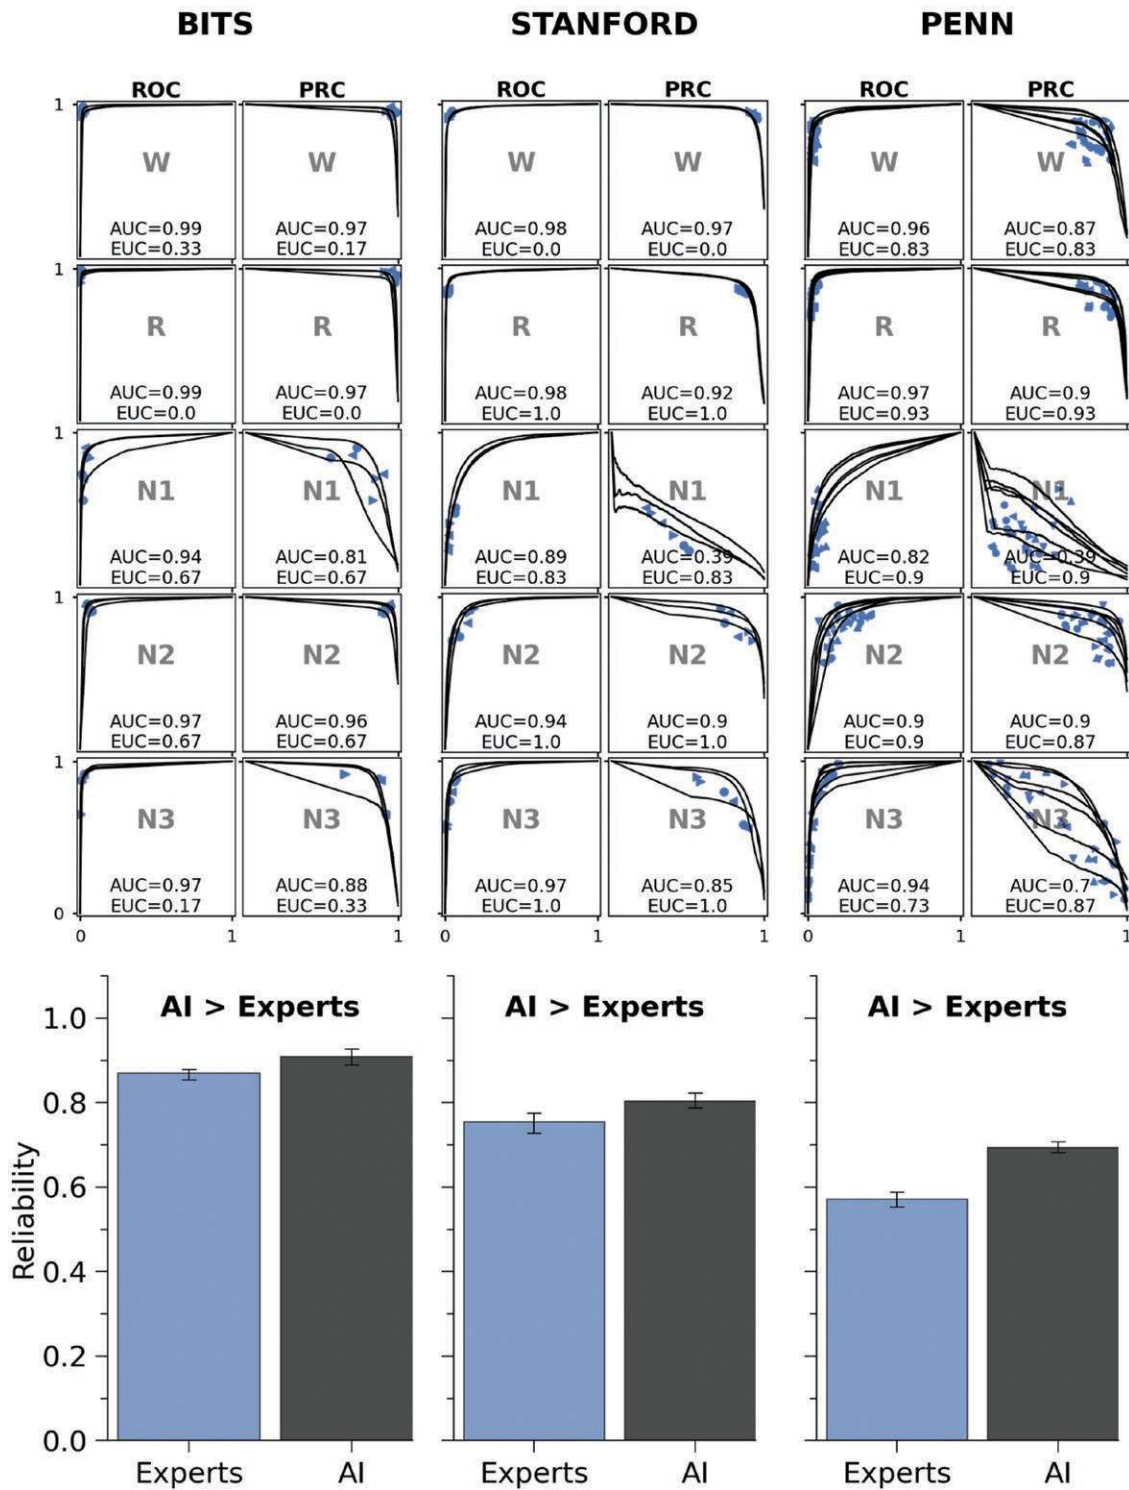 BITS STANFORD PENN
ROC PRC ROC PRC ROC PRC
1
W W W W W W
AUC=0.99 AUC=0.97 AUC=0.98 AUC=0.97 AUC=0.96 AUC=0.87
EUC=0.33 EUC=0.17 EUC=0.0 EUC=0.0 EUC=0.83 EUC=0.83
1
R R R R R R
AUC=0.99 AUC=0.97 AUC=0.98 AUC=0.92 AUC=0.97 AUC=0.9
EUC=0.0 EUC=0.0 EUC=1.0 EUC=1.0 EUC=0.93 EUC=0.93
1
N1 N1 N1 N1 N1 N1
AUC=0.94 AUC=0.81 AUC=0.89 AUC=0.39 AUC=0.82 AUC=0.39
EUC=0.67 EUC=0.67 EUC=0.83 EUC=0.83 EUC=0.9 EUC=0.9
1
N2 N2 N2 N2 N2 N2
AUC=0.97 AUC=0.96 AUC=0.94 AUC=0.9 AUC=0.9 AUC=0.9
EUC=0.67 EUC=0.67 EUC=1.0 EUC=1.0 EUC=0.9 EUC=0.87
1
N3 N3 N3 N3 N3 N3
AUC=0.97 AUC=0.88 AUC=0.97 AUC=0.85 AUC=0.94 AUC=0.7
EUC=0.17 EUC=0.33 EUC=1.0 EUC=1.0 EUC=0.73 EUC=0.87
0
0 1 1 0 1 1 0 1 1
AI > Experts AI > Experts AI > Experts
1.0
0.8
0.6
0.4
0.2
0.0
Reliability
Experts AI Experts AI Experts AI